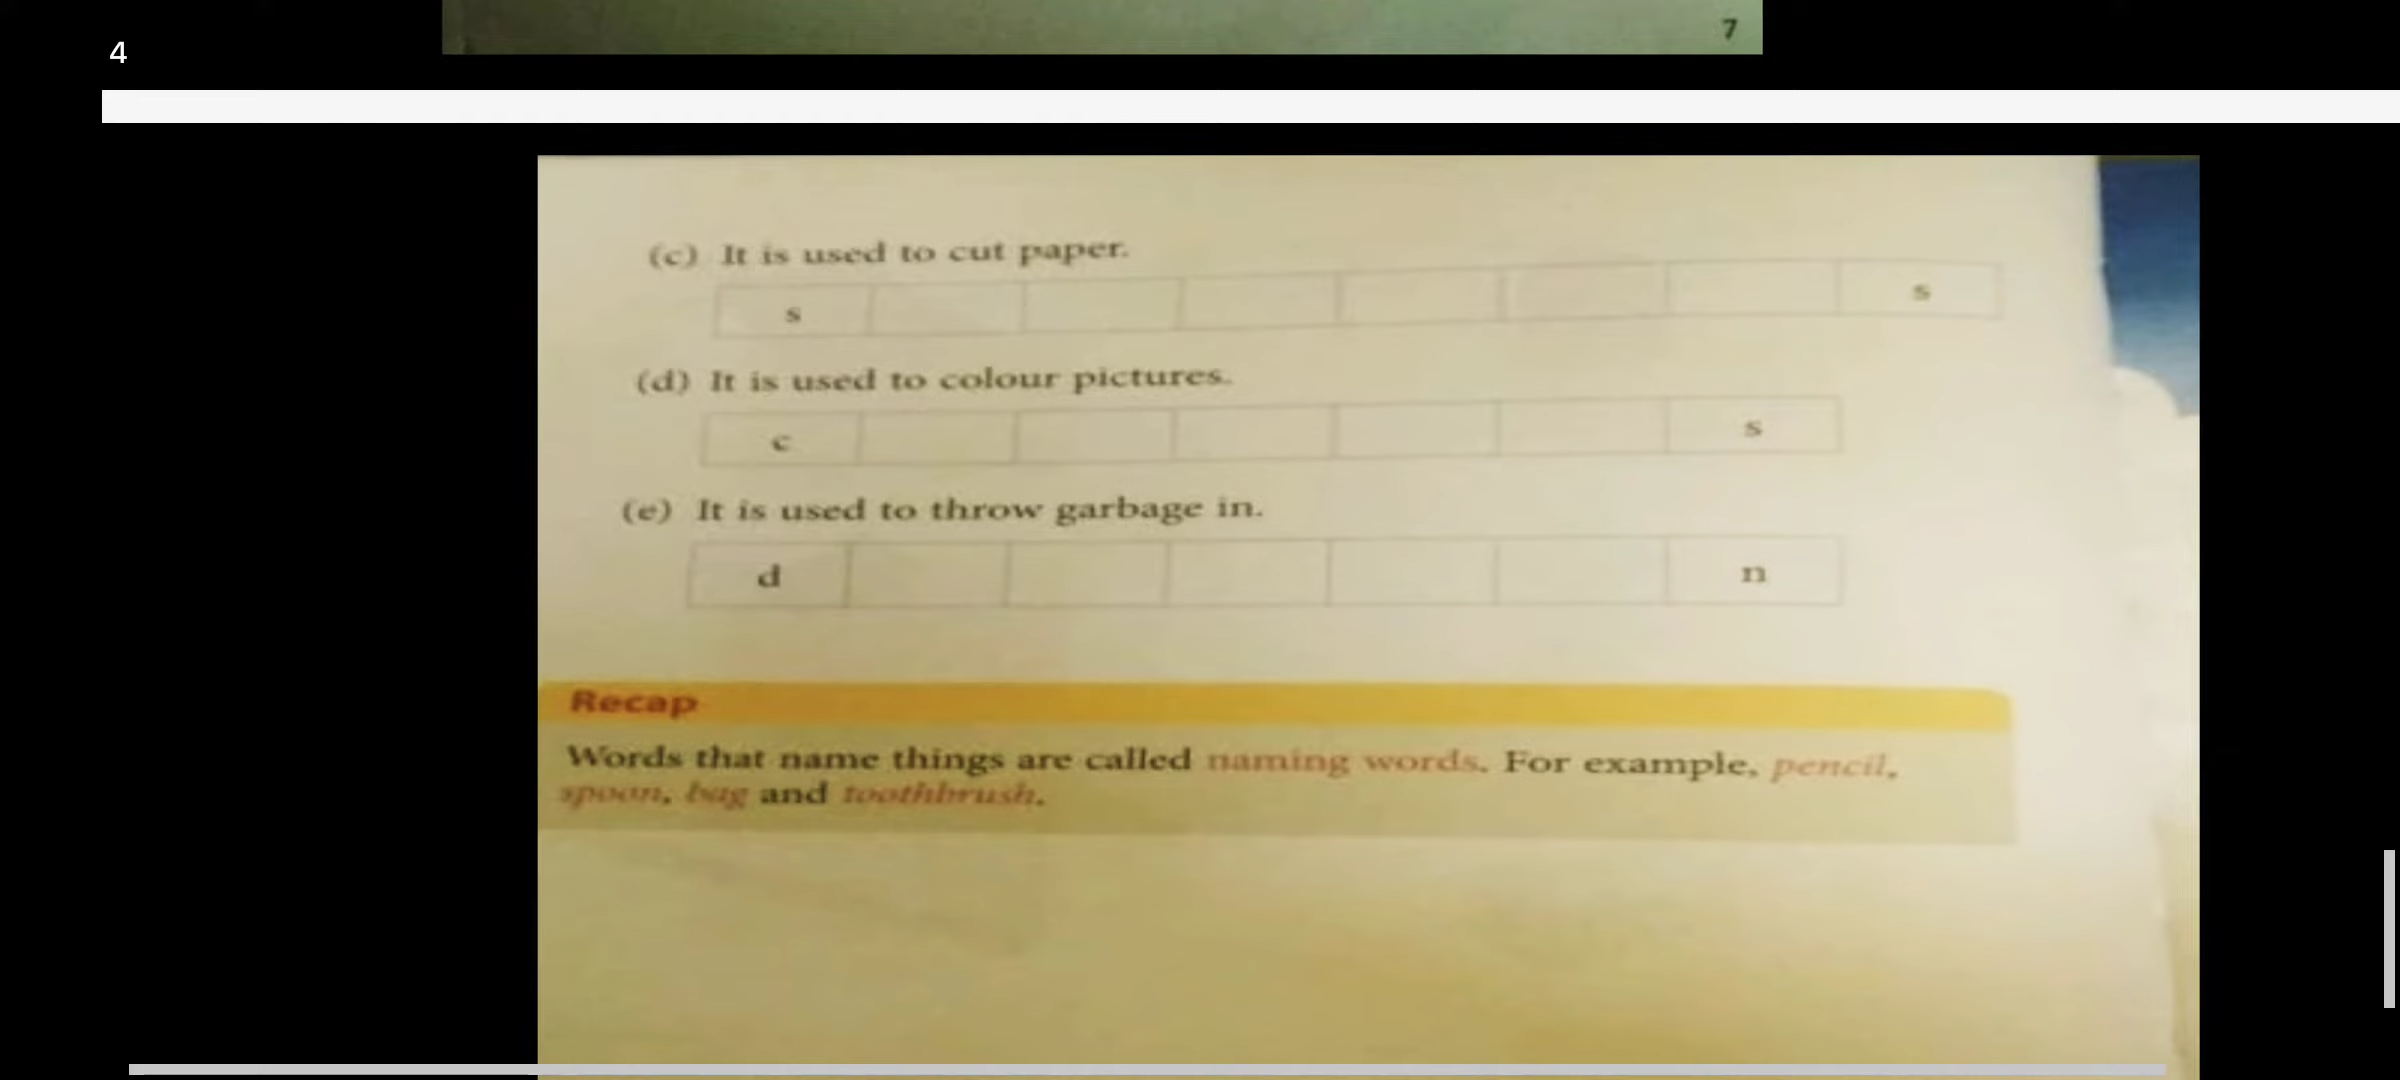 7
4
(c) It is used to cut paper.
s s
(d) It is used to colour pictures.
c s
(e) It is used to throw garbage in.
d n
Recap
Words that name things are called naming words. For example, pencil,
spoon, bag and toothbrush.